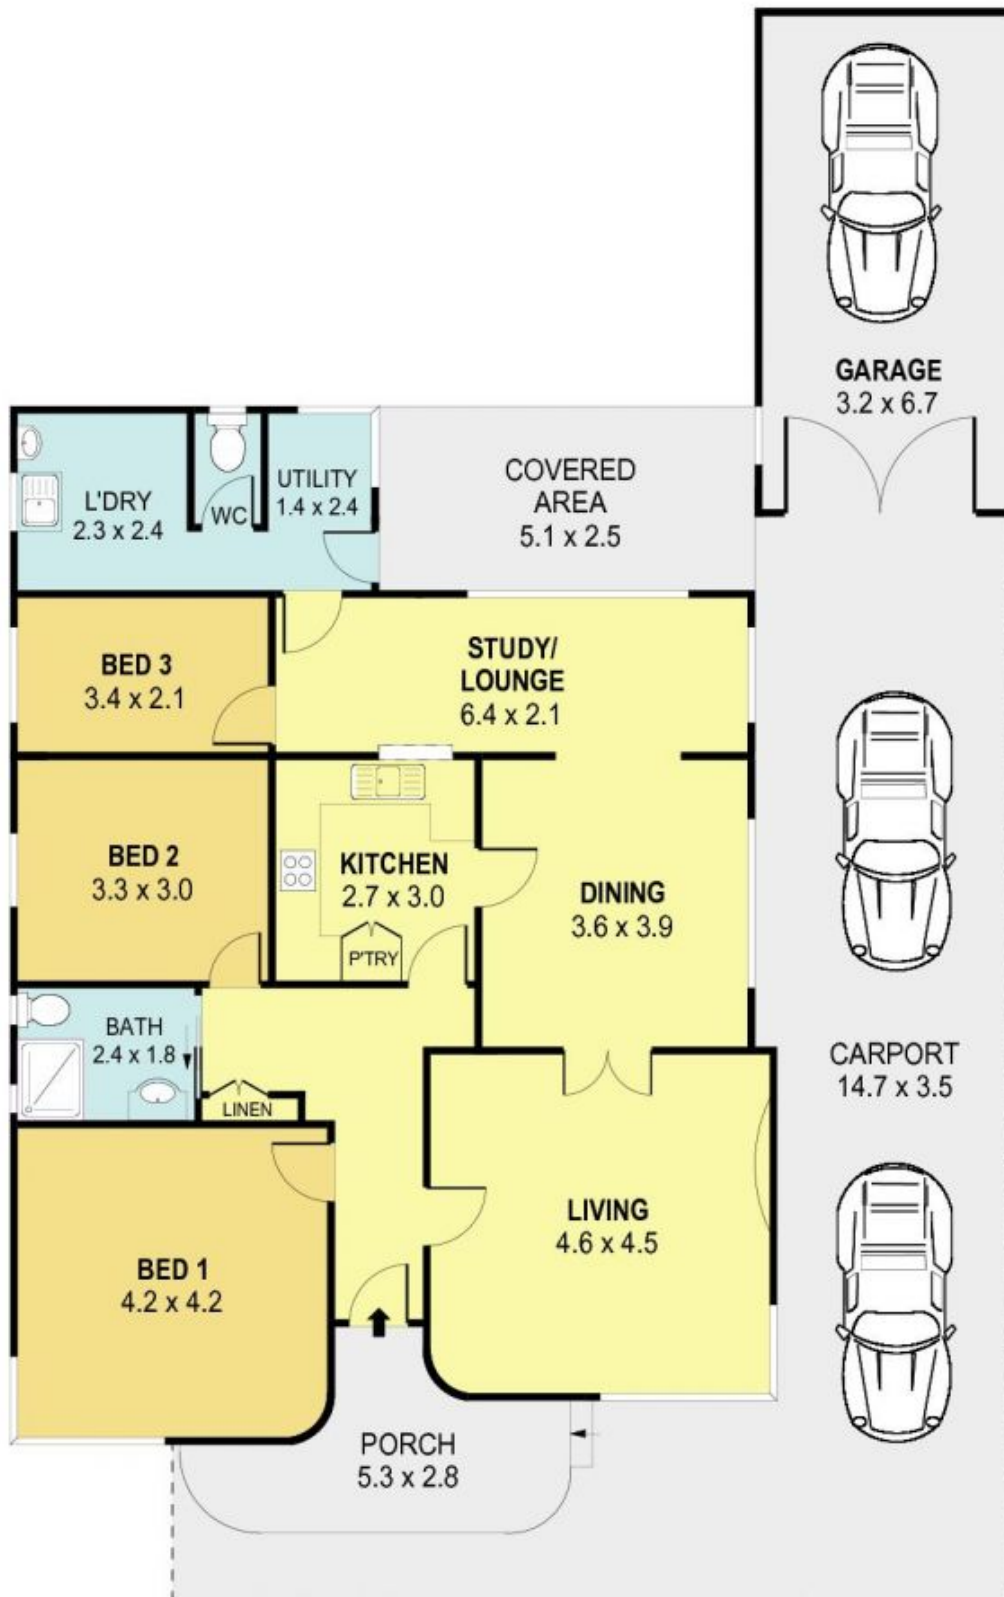 GARAGE
3.2 x 6.7
COVERED
AREA
5.1 x 2.5
UTILITY
1.4 x 2.4
WC
L'DRY
2.3 x 2.4
BED 3
3.4 x 2.1
STUDY/
LOUNGE
6.4 x 2.1
BED 2
3.3 x 3.0
KITCHEN
2.7 x 3.0
P'TRY
DINING
3.6 x 3.9
BATH
2.4 x 1.8
LINEN
CARPORT
14.7 x 3.5
LIVING
4.6 x 4.5
BED 1
4.2 x 4.2
PORCH
5.3 x 2.8